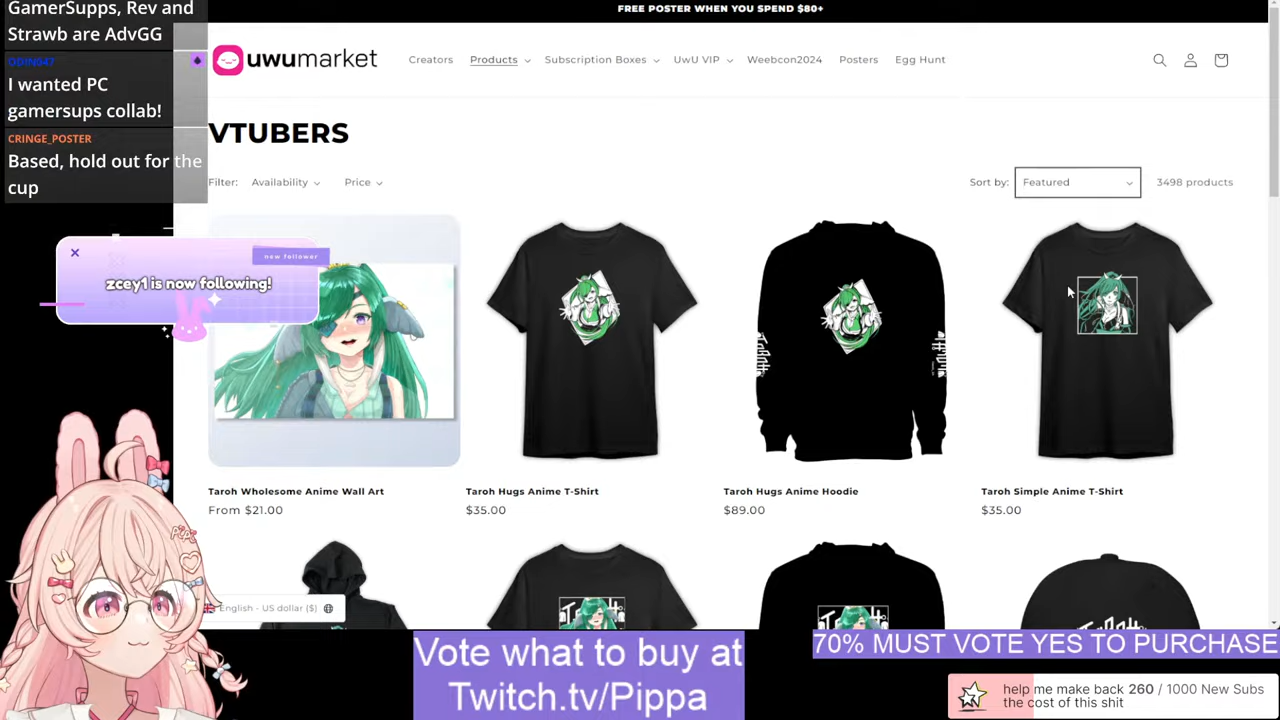 GamerSupps, Rev and
Strawb are AdvGG
ODIN047
I wanted PC
gamersups collab!
CRINGE_POSTER
Based, hold out for the
cup
FREE POSTER WHEN YOU SPEND $80+
uwumarket
Creators
Products
Subscription Boxes
UwU VIP
Weebcon2024
Posters
Egg Hunt
VTUBERS
Filter:
Availability
Price
Sort by:
Featured
3498 products
new follower
zcey1 is now following!
Taroh Wholesome Anime Wall Art
From $21.00
Taroh Hugs Anime T-Shirt
$35.00
Taroh Hugs Anime Hoodie
$89.00
Taroh Simple Anime T-Shirt
$35.00
English - US dollar ($)
Vote what to buy at
Twitch.tv/Pippa
70% MUST VOTE YES TO PURCHASE
help me make back 260 / 1000 New Subs
the cost of this shit